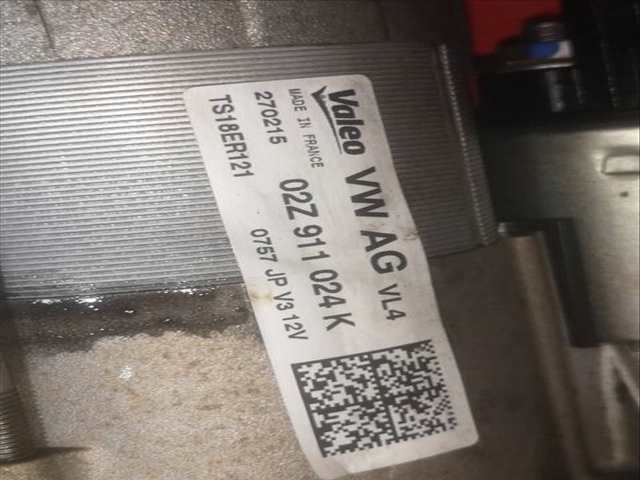 Valeo VW AG VL4
MADE IN FRANCE
270215 02Z 911 024 K
TS18ER121 0757 JP V3 12V